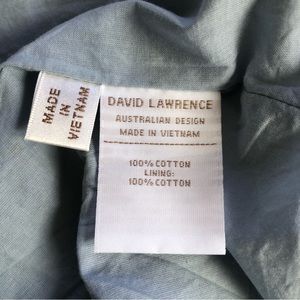 MADE
IN
VIETNAM
DAVID LAWRENCE
AUSTRALIAN DESIGN
MADE IN VIETNAM
100% COTTON
LINING:
100% COTTON